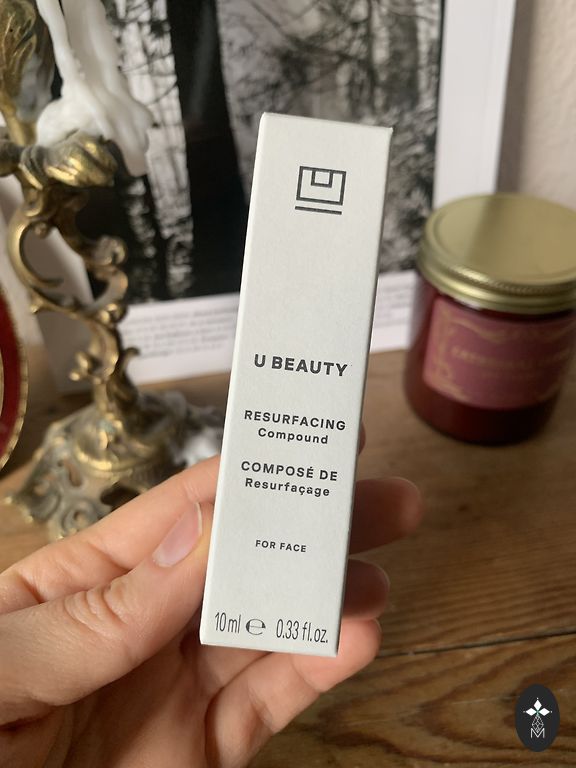 U BEAUTY
RESURFACING
Compound
COMPOSÉ DE
Resurfaçage
FOR FACE
10 ml ℮ 0.33 fl.oz.